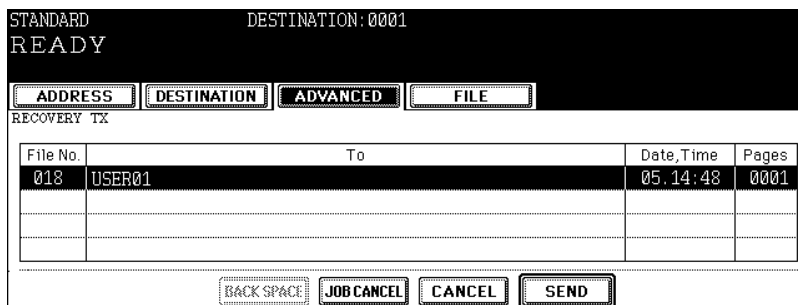 STANDARD DESTINATION:0001
READY
ADDRESS DESTINATION ADVANCED FILE
RECOVERY TX
File No. To Date,Time Pages
018 USER01 05.14:48 0001
BACK SPACE JOB CANCEL CANCEL SEND